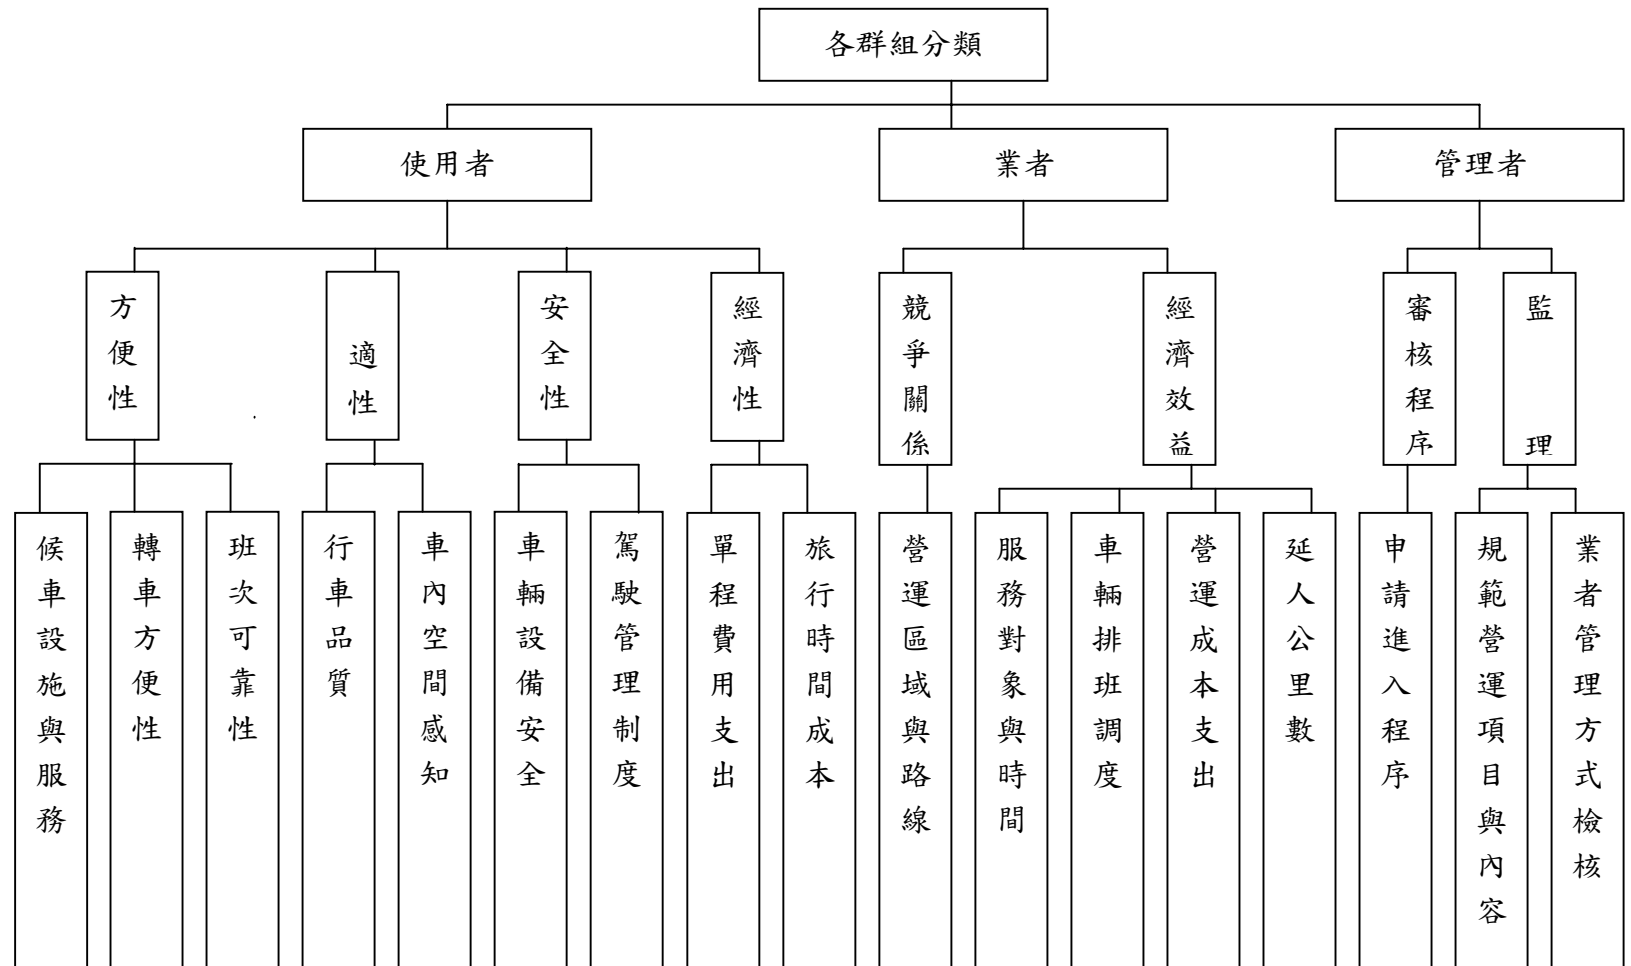 各群組分類
使用者
業者
管理者
方便性
適性
安全性
經濟性
競爭關係
經濟效益
審核程序
監理
候車設施與服務
轉車方便性
班次可靠性
行車品質
車內空間感知
車輛設備安全
駕駛管理制度
單程費用支出
旅行時間成本
營運區域與路線
服務對象與時間
車輛排班調度
營運成本支出
延人公里數
申請進入程序
規範營運項目與內容
業者管理方式檢核